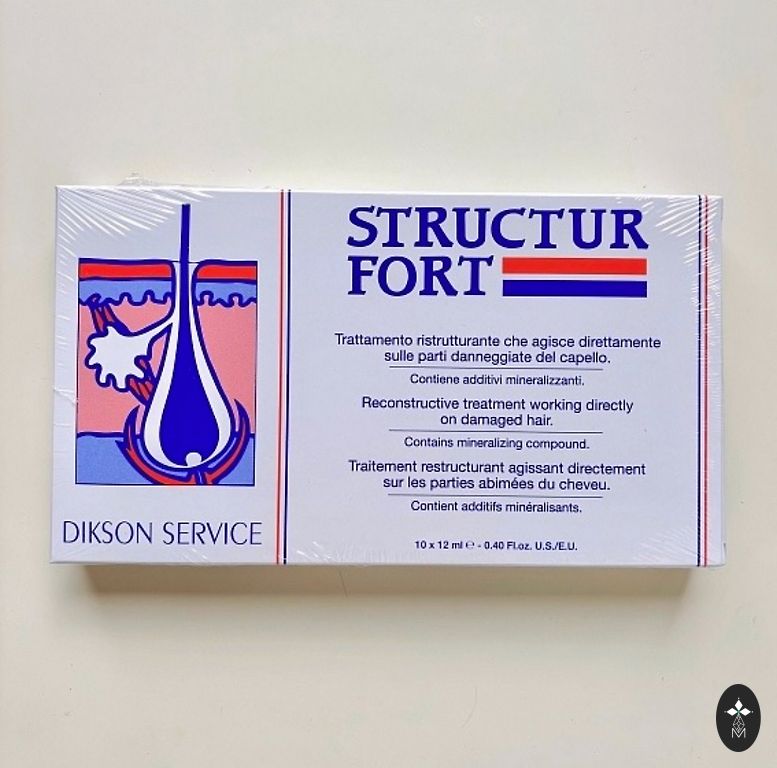 STRUCTUR
FORT
Trattamento ristrutturante che agisce direttamente
sulle parti danneggiate del capello.
Contiene additivi mineralizzanti.
Reconstructive treatment working directly
on damaged hair.
Contains mineralizing compound.
Traitement restructurant agissant directement
sur les parties abimées du cheveu.
Contient additifs minéralisants.
10 x 12 ml ℮ - 0.40 Fl.oz. U.S./E.U.
DIKSON SERVICE
M